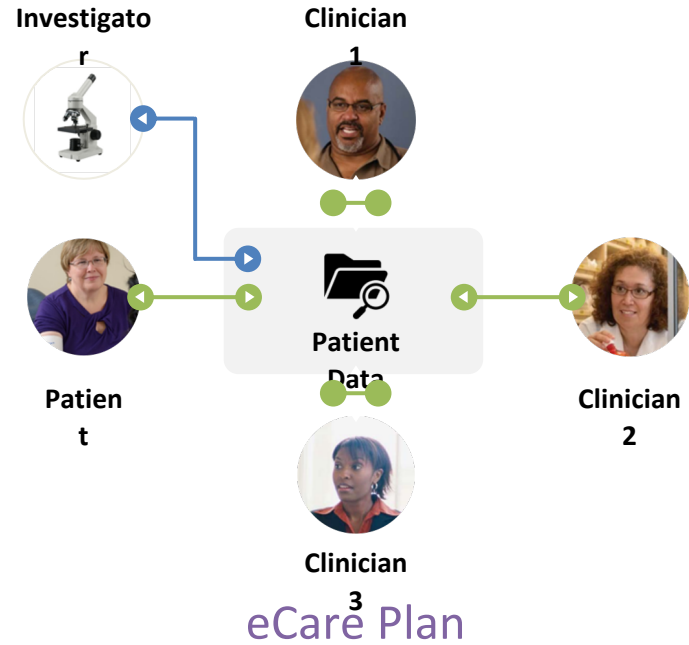 Investigato
r
Clinician
1
Patient
Data
Patien
t
Clinician
2
Clinician
3
eCare Plan